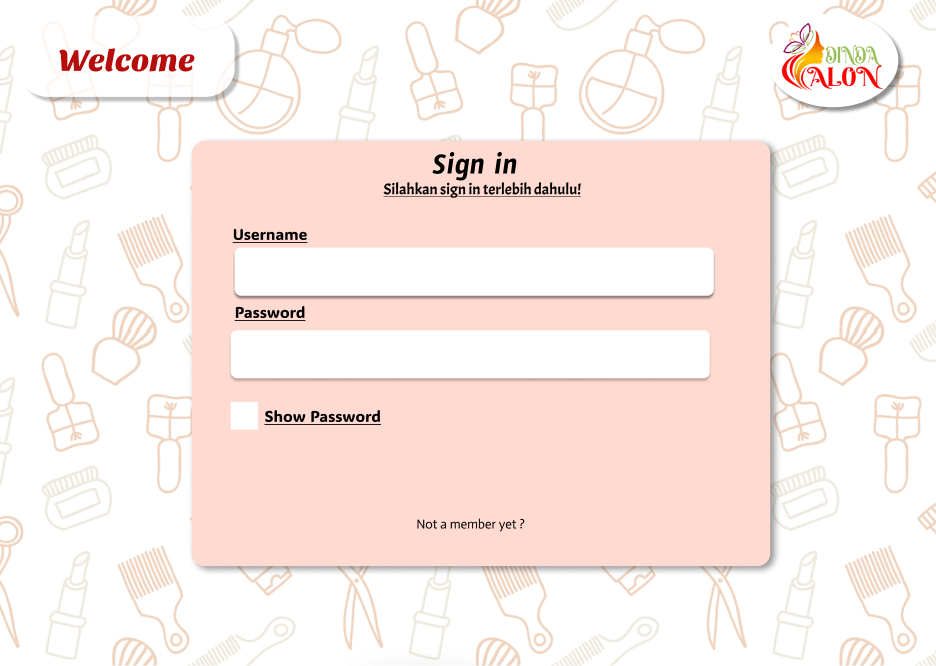 Welcome
DINDA
SALON
Sign in
Silahkan sign in terlebih dahulu!
Username
Password
Show Password
Not a member yet ?